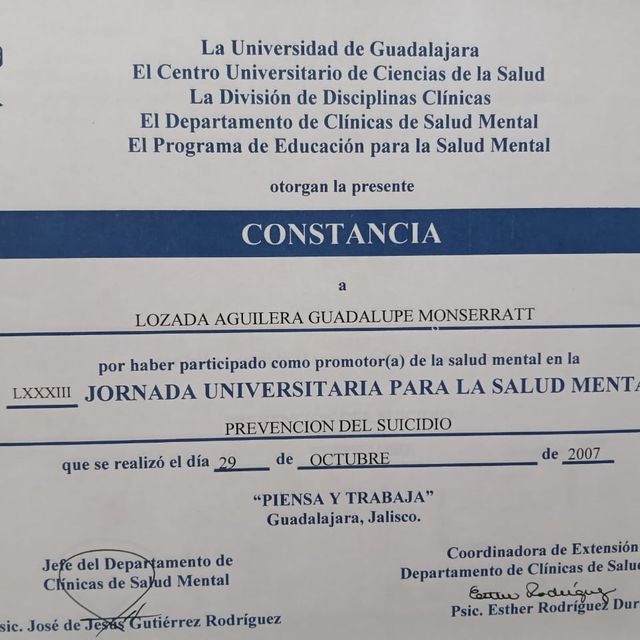 La Universidad de Guadalajara
El Centro Universitario de Ciencias de la Salud
La División de Disciplinas Clínicas
El Departamento de Clínicas de Salud Mental
El Programa de Educación para la Salud Mental
otorgan la presente
CONSTANCIA
a
LOZADA AGUILERA GUADALUPE MONSERRATT
por haber participado como promotor(a) de la salud mental en la
LXXXIII JORNADA UNIVERSITARIA PARA LA SALUD MENTA
PREVENCION DEL SUICIDIO
que se realizó el día 29 de OCTUBRE de 2007
“PIENSA Y TRABAJA”
Guadalajara, Jalisco.
Jefe del Departamento de
Clínicas de Salud Mental
Psic. José de Jesús Gutiérrez Rodríguez
Coordinadora de Extensión
Departamento de Clínicas de Salud
Esther Rodríguez
Psic. Esther Rodríguez Dur